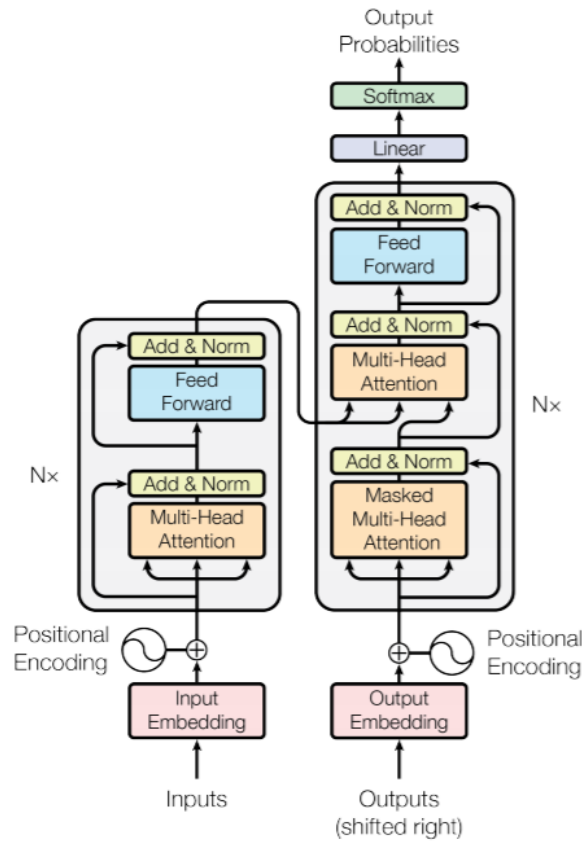 Output
Probabilities
Softmax
Linear
Add & Norm
Feed
Forward
Add & Norm
Multi-Head
Attention
Add & Norm
Masked
Multi-Head
Attention
N×
Add & Norm
Feed
Forward
Add & Norm
Multi-Head
Attention
N×
Positional
Encoding
Positional
Encoding
Input
Embedding
Output
Embedding
Inputs
Outputs
(shifted right)